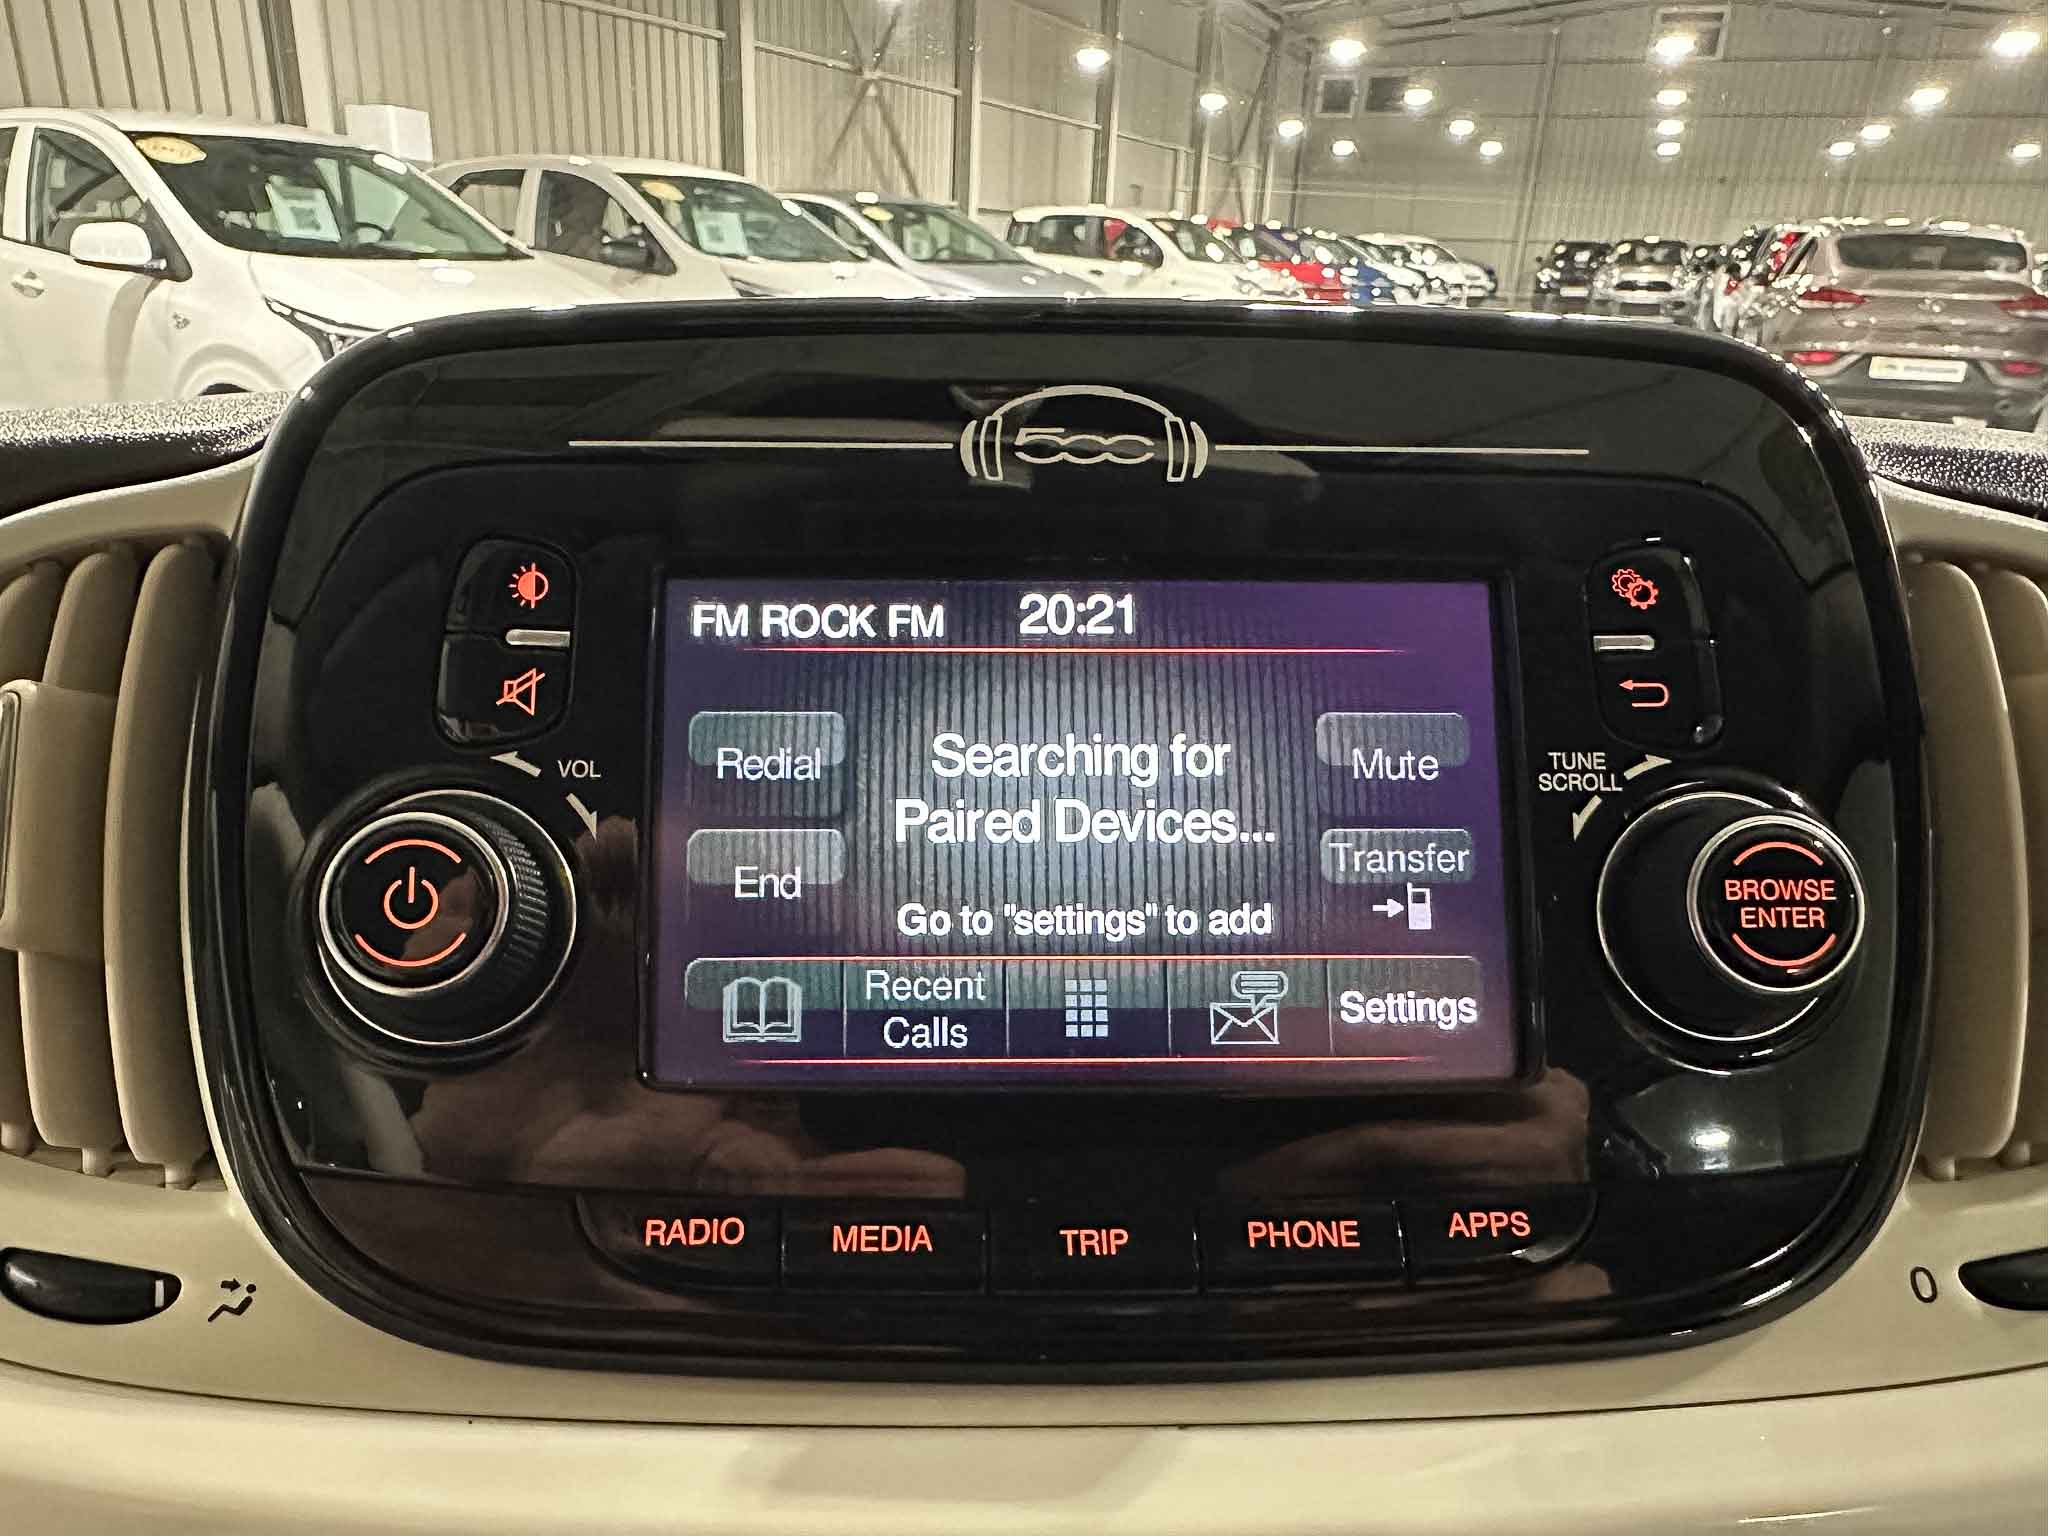 500
FM ROCK FM 20:21
Redial
Searching for
Paired Devices...
Mute
End
Transfer
Go to "settings" to add
Recent
Calls
Settings
VOL
TUNE
SCROLL
BROWSE
ENTER
RADIO
MEDIA
TRIP
PHONE
APPS
0